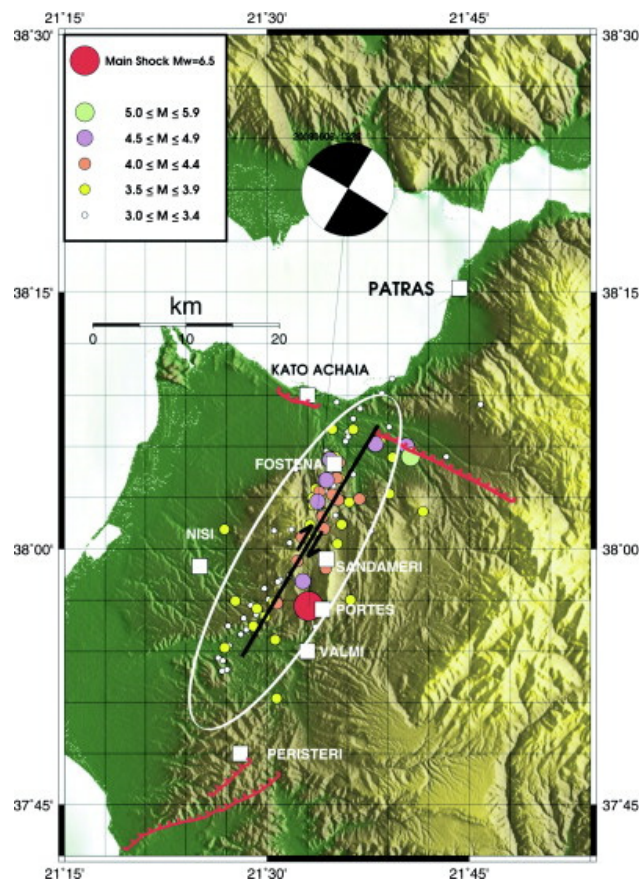 21˚15' 21˚30' 21˚45'
38˚30' 38˚30'
Main Shock Mw=6.5
5.0 ≤ M ≤ 5.9
4.5 ≤ M ≤ 4.9
4.0 ≤ M ≤ 4.4
3.5 ≤ M ≤ 3.9
3.0 ≤ M ≤ 3.4
PATRAS
38˚15' 38˚15'
km
0 10 20
KATO ACHAIA
FOSTENA
NISI
38˚00' 38˚00'
SANDAMERI
PORTES
VALMI
PERISTERI
37˚45' 37˚45'
21˚15' 21˚30' 21˚45'